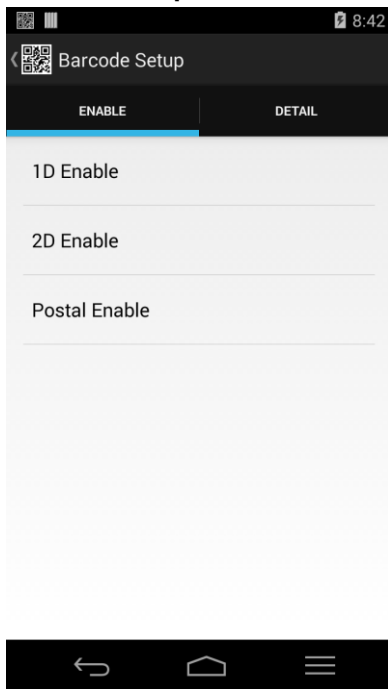 8:42
Barcode Setup
ENABLE DETAIL
1D Enable
2D Enable
Postal Enable